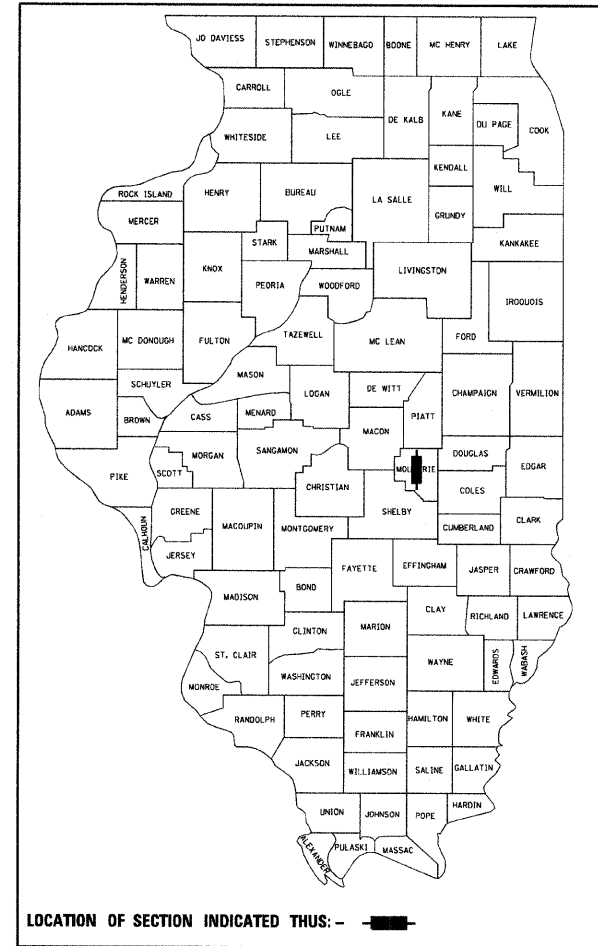 JO DAVIESS
STEPHENSON
WINNEBAGO
BOONE
MC HENRY
LAKE
CARROLL
OGLE
DE KALB
KANE
DU PAGE
COOK
WHITESIDE
LEE
KENDALL
WILL
ROCK ISLAND
HENRY
BUREAU
LA SALLE
GRUNDY
MERCER
PUTNAM
KANKAKEE
HENDERSON
WARREN
KNOX
STARK
MARSHALL
LIVINGSTON
PEORIA
WOODFORD
IROQUOIS
HANCOCK
MC DONOUGH
FULTON
TAZEWELL
MC LEAN
FORD
SCHUYLER
MASON
LOGAN
DE WITT
CHAMPAIGN
VERMILION
ADAMS
BROWN
CASS
MENARD
PIATT
MACON
MORGAN
SANGAMON
DOUGLAS
PIKE
SCOTT
CHRISTIAN
MOU RIE
EDGAR
COLES
SHELBY
CALHOUN
GREENE
MACOUPIN
MONTGOMERY
CUMBERLAND
CLARK
JERSEY
FAYETTE
EFFINGHAM
JASPER
CRAWFORD
MADISON
BOND
CLAY
RICHLAND
LAWRENCE
CLINTON
MARION
ST. CLAIR
WAYNE
EDWARDS
WABASH
WASHINGTON
JEFFERSON
MONROE
RANDOLPH
PERRY
HAMILTON
WHITE
FRANKLIN
JACKSON
WILLIAMSON
SALINE
GALLATIN
UNION
JOHNSON
POPE
HARDIN
ALEXANDER
PULASKI
MASSAC
LOCATION OF SECTION INDICATED THUS: -